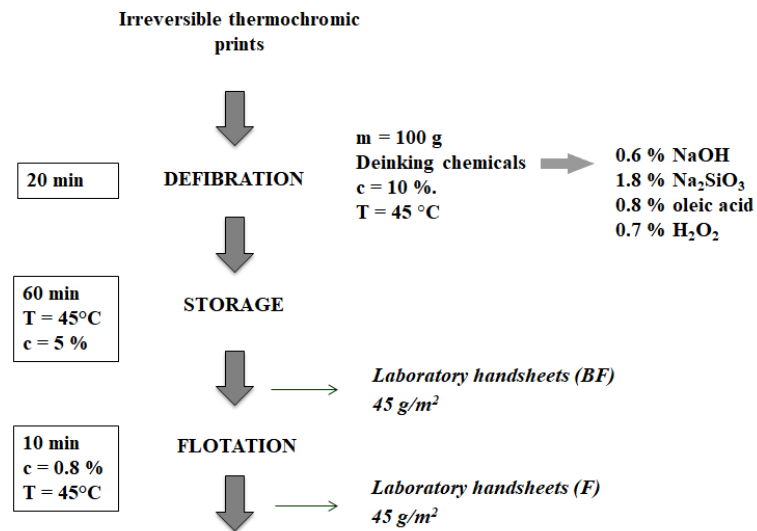 Irreversible thermochromic
prints
20 min
DEFIBRATION
m = 100 g
Deinking chemicals
c = 10 %.
T = 45 °C
0.6 % NaOH
1.8 % Na₂SiO₃
0.8 % oleic acid
0.7 % H₂O₂
60 min
T = 45°C
c = 5 %
STORAGE
Laboratory handsheets (BF)
45 g/m²
10 min
c = 0.8 %
T = 45°C
FLOTATION
Laboratory handsheets (F)
45 g/m²